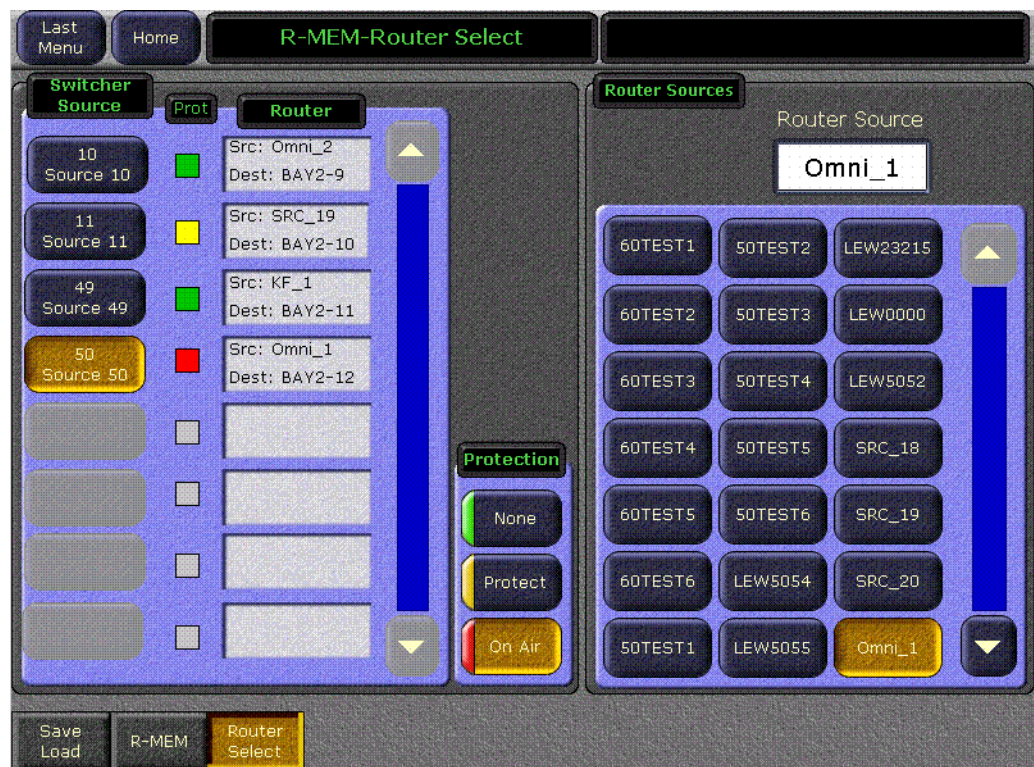 Last
Menu
Home
R-MEM-Router Select
Switcher
Source
Prot
Router
10
Source 10
Src: Omni_2
Dest: BAY2-9
11
Source 11
Src: SRC_19
Dest: BAY2-10
49
Source 49
Src: KF_1
Dest: BAY2-11
50
Source 50
Src: Omni_1
Dest: BAY2-12
Protection
None
Protect
On Air
Router Sources
Router Source
Omni_1
60TEST1
50TEST2
LEW23215
60TEST2
50TEST3
LEW0000
60TEST3
50TEST4
LEW5052
60TEST4
50TEST5
SRC_18
60TEST5
50TEST6
SRC_19
60TEST6
LEW5054
SRC_20
50TEST1
LEW5055
Omni_1
Save
Load
R-MEM
Router
Select